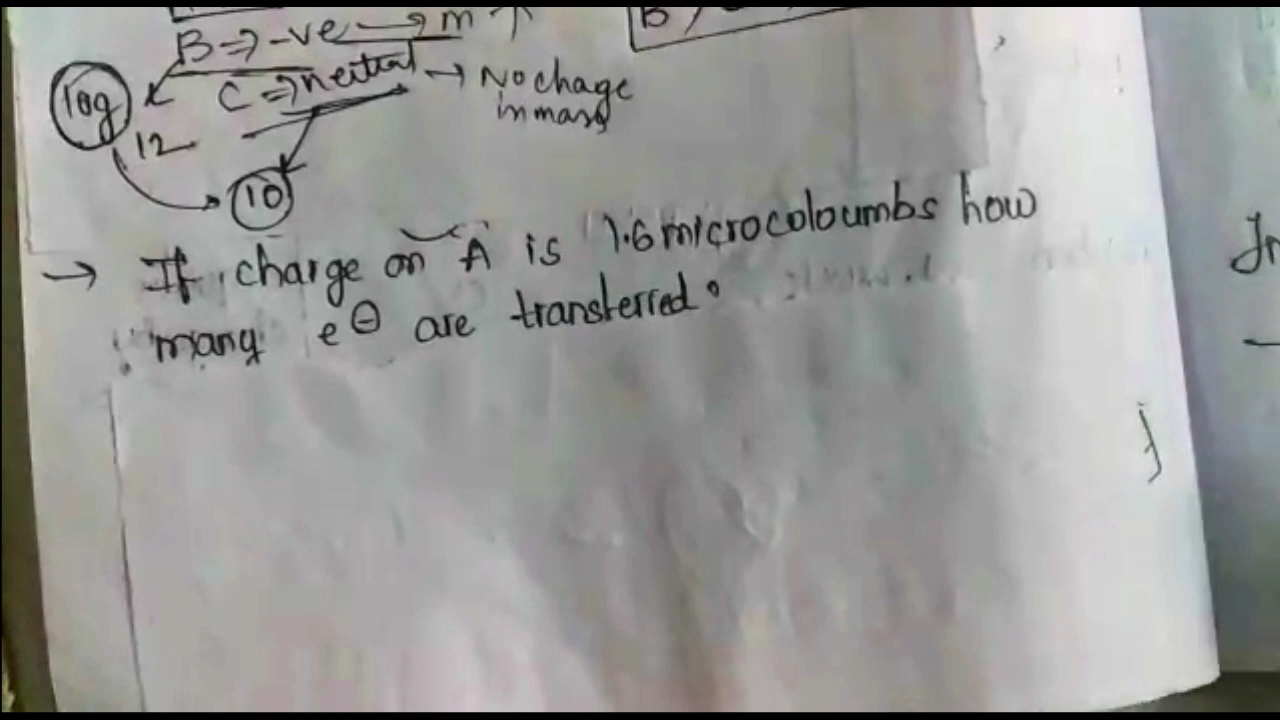 B ⇒ -ve → m ↑
B
10g
C ⇒ neitral → No chage
in mass
12
10
→ If charge on A is 1.6 microcoloumbs how
many e⊖ are transferred.